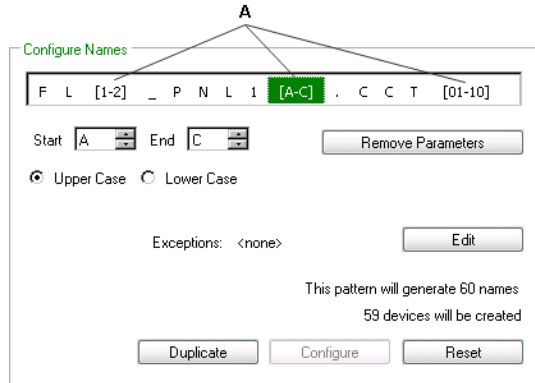 A
Configure Names
F L [1-2] _ P N L 1 [A-C] . C C T [01-10]
Start A End C Remove Parameters
Upper Case Lower Case
Exceptions: <none> Edit
This pattern will generate 60 names
59 devices will be created
Duplicate Configure Reset